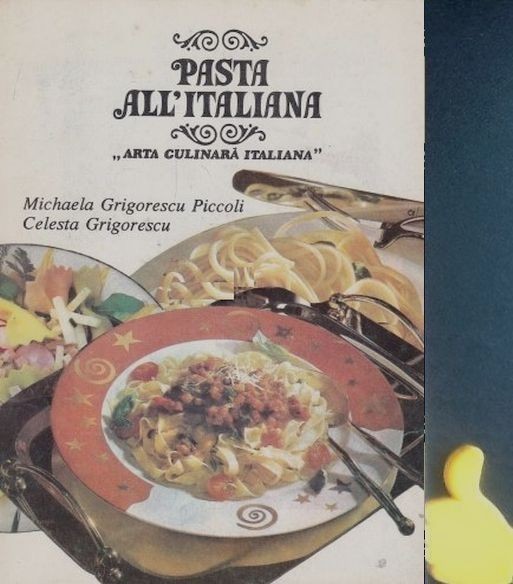 PASTA
ALL'ITALIANA
„ARTA CULINARĂ ITALIANA"
Michaela Grigorescu Piccoli
Celesta Grigorescu